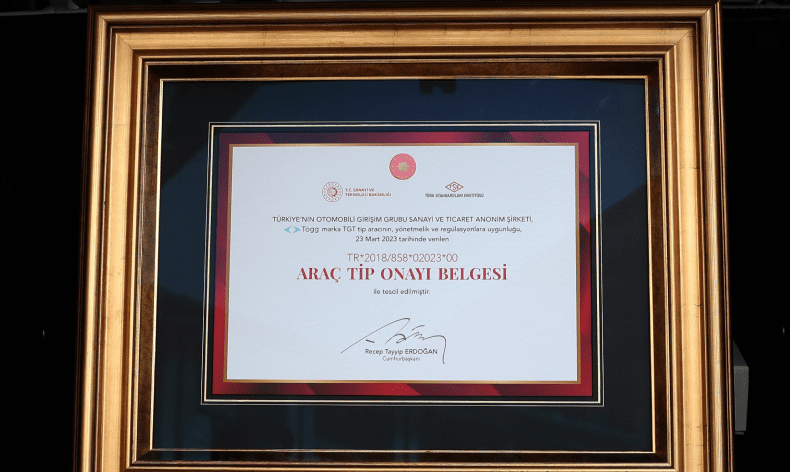 T.C. SANAYİ VE
TEKNOLOJİ BAKANLIĞI
TSE
TÜRK STANDARDLARI ENSTİTÜSÜ
TÜRKİYE'NİN OTOMOBİLİ GİRİŞİM GRUBU SANAYİ VE TİCARET ANONİM ŞİRKETİ,
Togg marka TGT tip aracının, yönetmelik ve regülasyonlara uygunluğu,
23 Mart 2023 tarihinde verilen
TR*2018/858*02023*00
ARAÇ TİP ONAYI BELGESİ
ile tescil edilmiştir.
Recep Tayyip ERDOĞAN
Cumhurbaşkanı